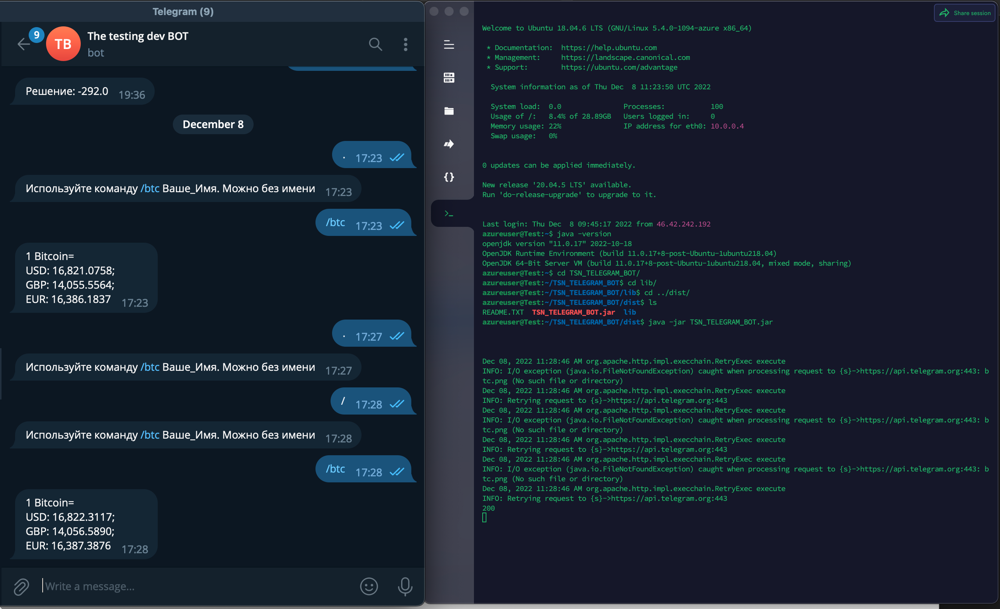 Telegram (9)
9
TB
The testing dev BOT
bot
Решение: -292.0 19:36
December 8
. 17:23
Используйте команду /btc Ваше_Имя. Можно без имени 17:23
/btc 17:23
1 Bitcoin=
USD: 16,821.0758;
GBP: 14,055.5564;
EUR: 16,386.1837 17:23
. 17:27
Используйте команду /btc Ваше_Имя. Можно без имени 17:27
/ 17:28
Используйте команду /btc Ваше_Имя. Можно без имени 17:28
/btc 17:28
1 Bitcoin=
USD: 16,822.3117;
GBP: 14,056.5890;
EUR: 16,387.3876 17:28
Write a message...
Share session
Welcome to Ubuntu 18.04.6 LTS (GNU/Linux 5.4.0-1094-azure x86_64)
* Documentation: https://help.ubuntu.com
* Management: https://landscape.canonical.com
* Support: https://ubuntu.com/advantage
System information as of Thu Dec 8 11:23:50 UTC 2022
System load: 0.0 Processes: 100
Usage of /: 8.4% of 28.89GB Users logged in: 0
Memory usage: 22% IP address for eth0: 10.0.0.4
Swap usage: 0%
0 updates can be applied immediately.
New release '20.04.5 LTS' available.
Run 'do-release-upgrade' to upgrade to it.
Last login: Thu Dec 8 09:45:17 2022 from 46.42.242.192
azureuser@Test:~$ java -version
openjdk version "11.0.17" 2022-10-18
OpenJDK Runtime Environment (build 11.0.17+8-post-Ubuntu-1ubuntu218.04)
OpenJDK 64-Bit Server VM (build 11.0.17+8-post-Ubuntu-1ubuntu218.04, mixed mode, sharing)
azureuser@Test:~$ cd TSN_TELEGRAM_BOT/
azureuser@Test:~/TSN_TELEGRAM_BOT$ cd lib/
azureuser@Test:~/TSN_TELEGRAM_BOT/lib$ cd ../dist/
azureuser@Test:~/TSN_TELEGRAM_BOT/dist$ ls
README.TXT TSN_TELEGRAM_BOT.jar lib
azureuser@Test:~/TSN_TELEGRAM_BOT/dist$ java -jar TSN_TELEGRAM_BOT.jar
Dec 08, 2022 11:28:46 AM org.apache.http.impl.execchain.RetryExec execute
INFO: I/O exception (java.io.FileNotFoundException) caught when processing request to {s}->https://api.telegram.org:443: b
tc.png (No such file or directory)
Dec 08, 2022 11:28:46 AM org.apache.http.impl.execchain.RetryExec execute
INFO: Retrying request to {s}->https://api.telegram.org:443
Dec 08, 2022 11:28:46 AM org.apache.http.impl.execchain.RetryExec execute
INFO: I/O exception (java.io.FileNotFoundException) caught when processing request to {s}->https://api.telegram.org:443: b
tc.png (No such file or directory)
Dec 08, 2022 11:28:46 AM org.apache.http.impl.execchain.RetryExec execute
INFO: Retrying request to {s}->https://api.telegram.org:443
Dec 08, 2022 11:28:46 AM org.apache.http.impl.execchain.RetryExec execute
INFO: I/O exception (java.io.FileNotFoundException) caught when processing request to {s}->https://api.telegram.org:443: b
tc.png (No such file or directory)
Dec 08, 2022 11:28:46 AM org.apache.http.impl.execchain.RetryExec execute
INFO: Retrying request to {s}->https://api.telegram.org:443
200